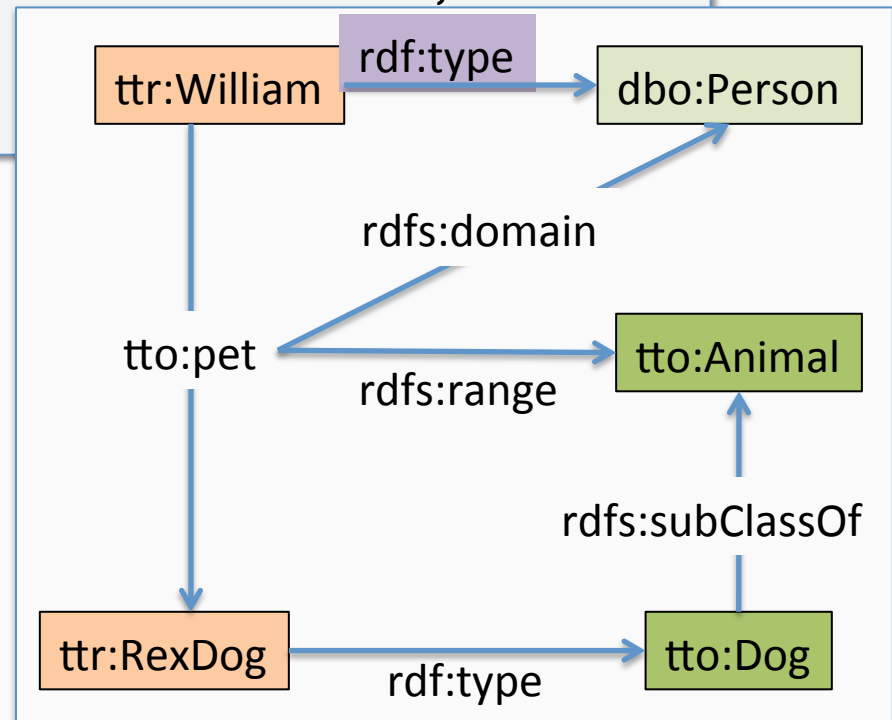 rdf:type
ttr:William
dbo:Person
rdfs:domain
tto:pet
tto:Animal
rdfs:range
rdfs:subClassOf
ttr:RexDog
tto:Dog
rdf:type